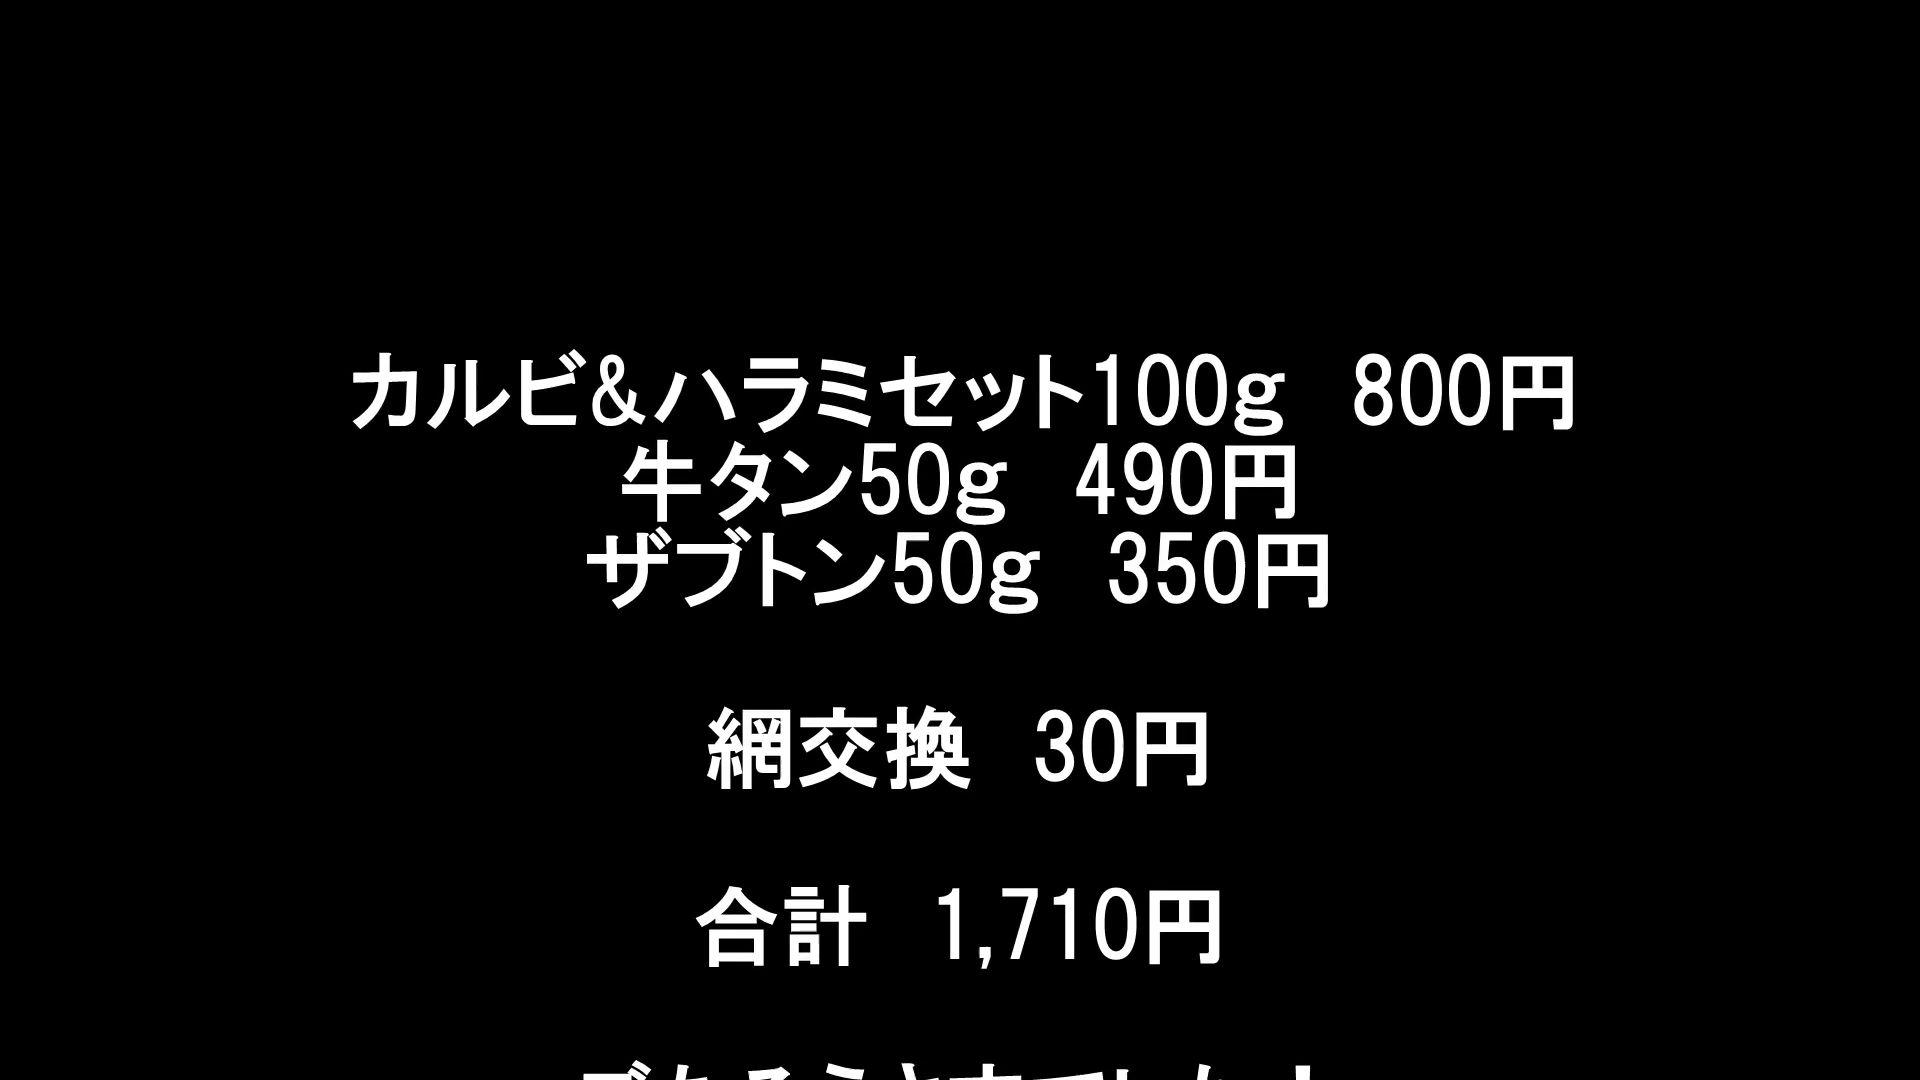 カルビ&ハラミセット100g　800円
牛タン50g　490円
ザブトン50g　350円
網交換　30円
合計　1,710円